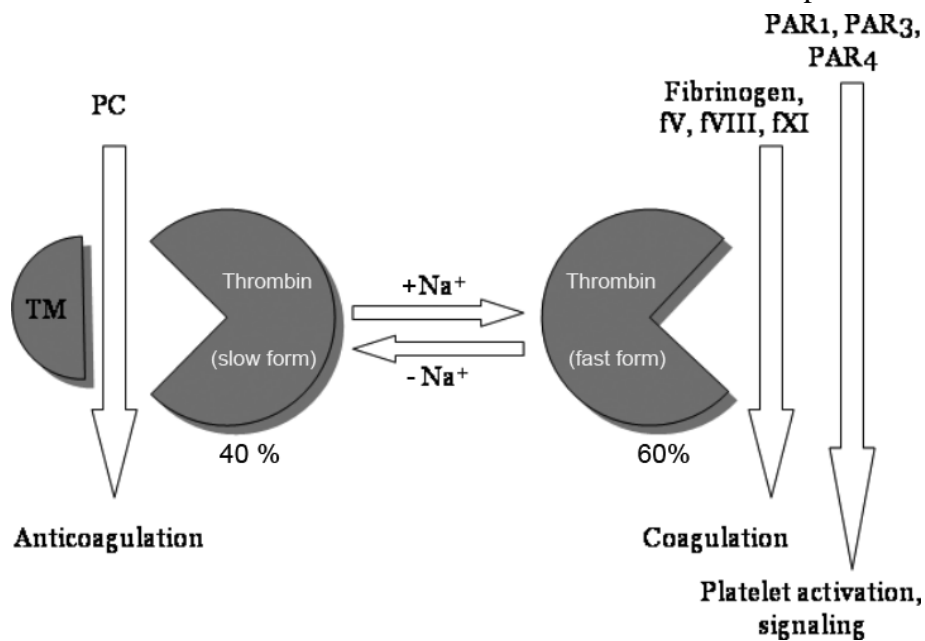 PAR1, PAR3,
PAR4
PC
Fibrinogen,
fV, fVIII, fXI
TM
Thrombin
(slow form)
+Na⁺
- Na⁺
Thrombin
(fast form)
40 %
60%
Anticoagulation
Coagulation
Platelet activation,
signaling